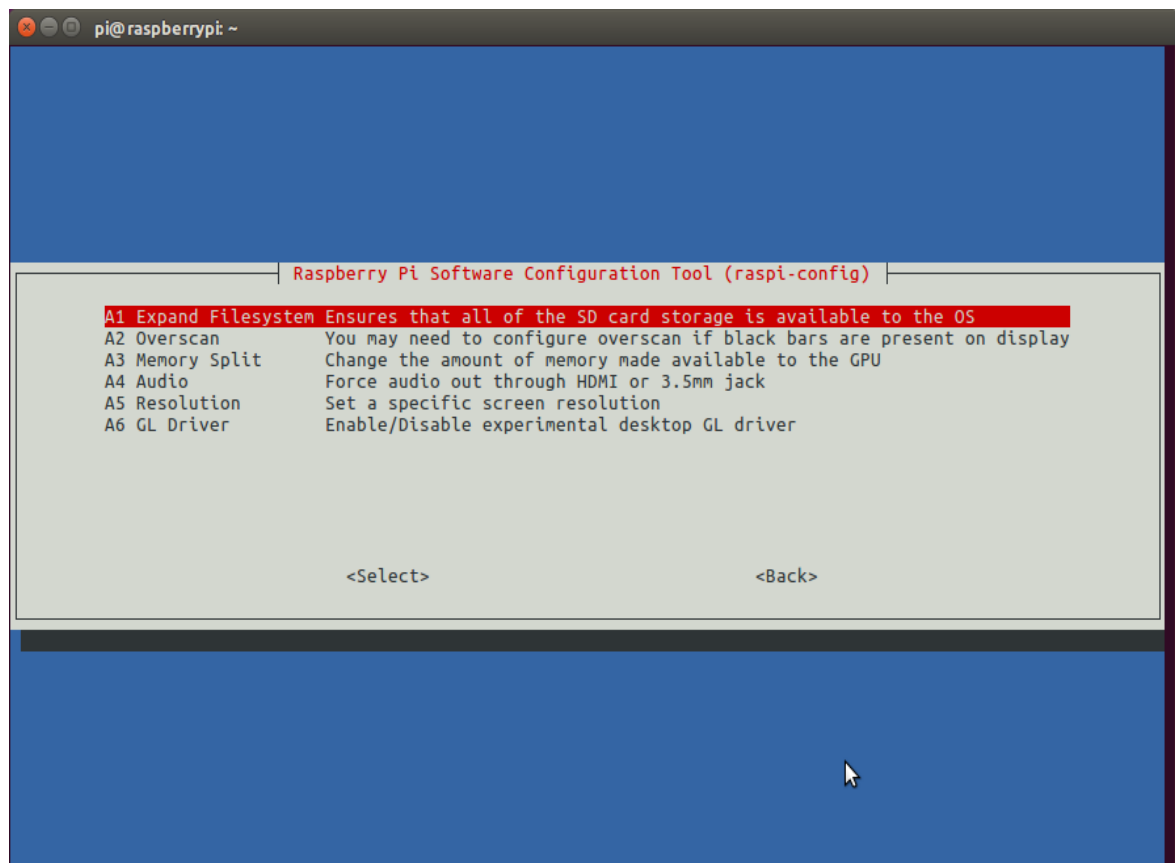 pi@raspberrypi: ~
Raspberry Pi Software Configuration Tool (raspi-config)
A1 Expand Filesystem Ensures that all of the SD card storage is available to the OS
A2 Overscan You may need to configure overscan if black bars are present on display
A3 Memory Split Change the amount of memory made available to the GPU
A4 Audio Force audio out through HDMI or 3.5mm jack
A5 Resolution Set a specific screen resolution
A6 GL Driver Enable/Disable experimental desktop GL driver
<Select> <Back>